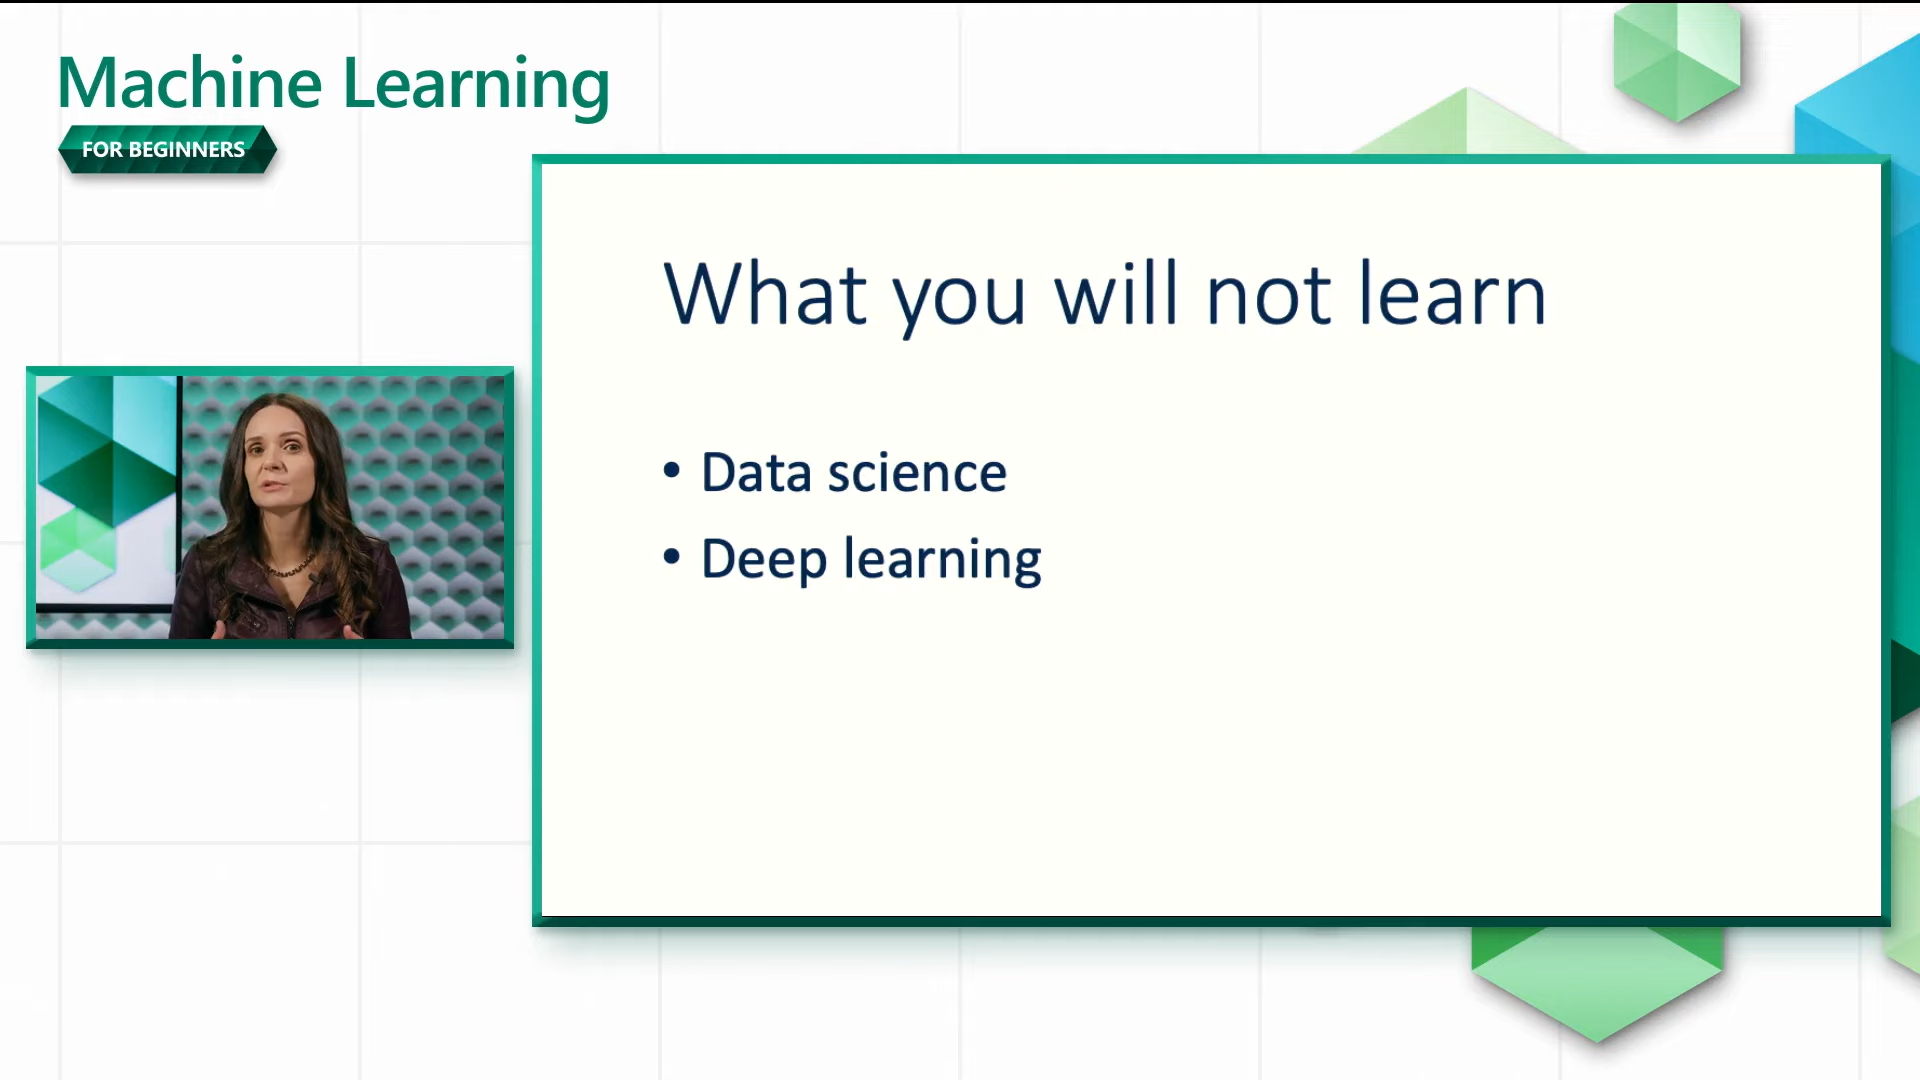 Machine Learning
FOR BEGINNERS
What you will not learn
• Data science
• Deep learning